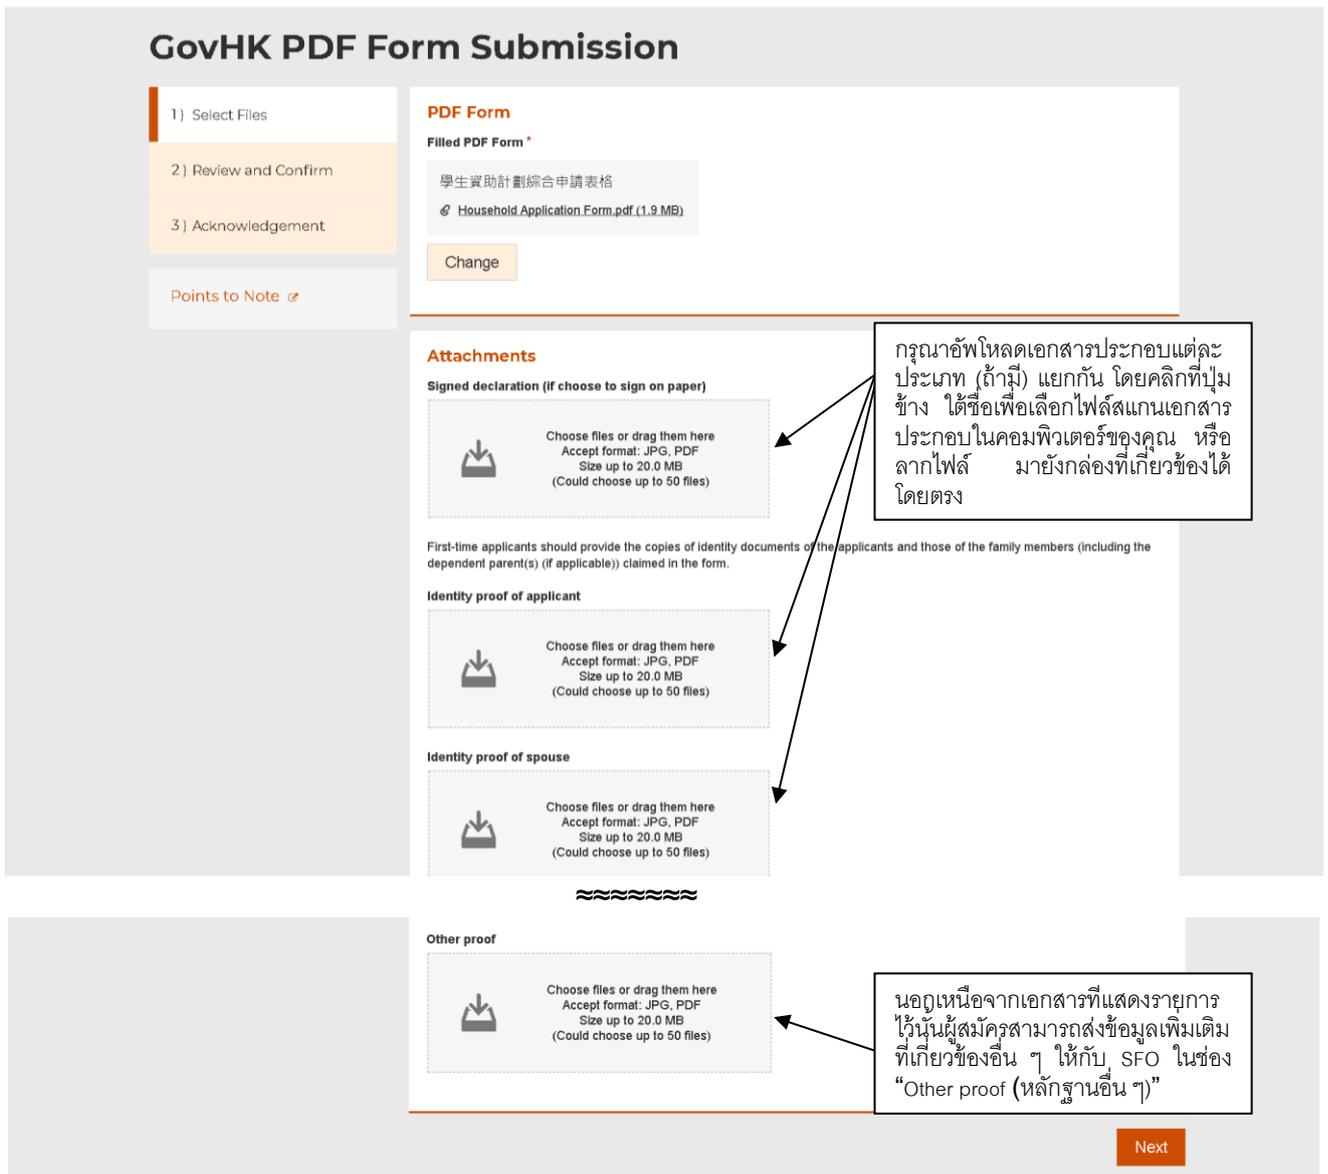 GovHK PDF Form Submission
1) Select Files
2) Review and Confirm
3) Acknowledgement
Points to Note
PDF Form
Filled PDF Form *
學生資助計劃綜合申請表格
Household Application Form.pdf (1.9 MB)
Change
Attachments
Signed declaration (if choose to sign on paper)
Choose files or drag them here
Accept format: JPG, PDF
Size up to 20.0 MB
(Could choose up to 50 files)
กรุณาอัพโหลดเอกสารประกอบแต่ละ
ประเภท (ถ้ามี) แยกกัน โดยคลิกที่ปุ่ม
ข้าง ใต้ชื่อเพื่อเลือกไฟล์สแกนเอกสาร
ประกอบในคอมพิวเตอร์ของคุณ หรือ
ลากไฟล์ มายังกล่องที่เกี่ยวข้องได้
โดยตรง
First-time applicants should provide the copies of identity documents of the applicants and those of the family members (including the
dependent parent(s) (if applicable)) claimed in the form.
Identity proof of applicant
Choose files or drag them here
Accept format: JPG, PDF
Size up to 20.0 MB
(Could choose up to 50 files)
Identity proof of spouse
Choose files or drag them here
Accept format: JPG, PDF
Size up to 20.0 MB
(Could choose up to 50 files)
≈≈≈≈≈≈≈
Other proof
Choose files or drag them here
Accept format: JPG, PDF
Size up to 20.0 MB
(Could choose up to 50 files)
นอกเหนือจากเอกสารที่แสดงรายการ
ไว้นั้นผู้สมัครสามารถส่งข้อมูลเพิ่มเติม
ที่เกี่ยวข้องอื่น ๆ ให้กับ SFO ในช่อง
“Other proof (หลักฐานอื่น ๆ)”
Next